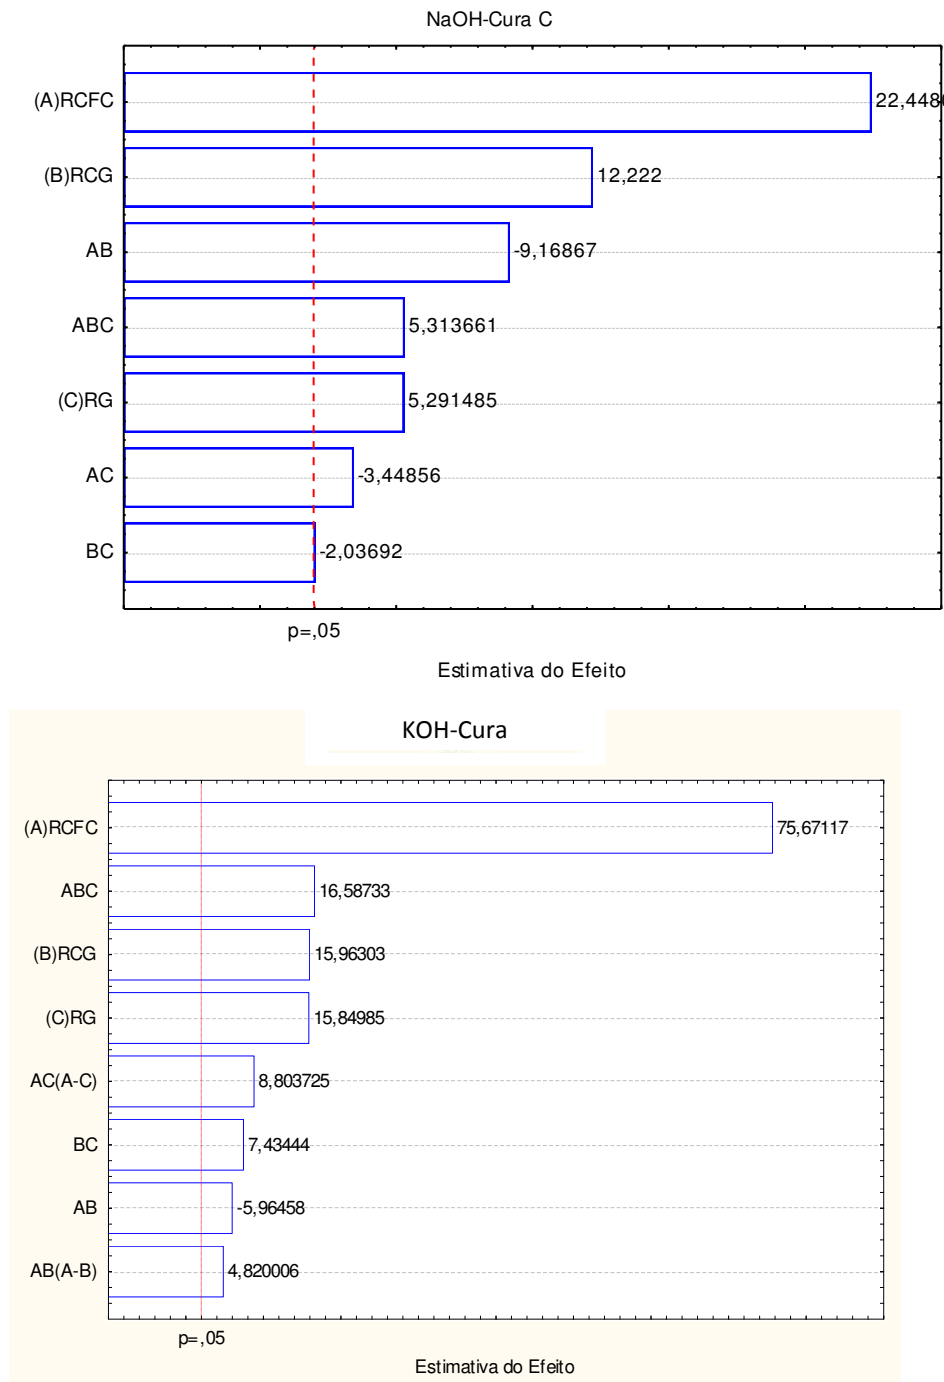 NaOH-Cura C
(A)RCFC 22,448
(B)RCG 12,222
AB -9,16867
ABC 5,313661
(C)RG 5,291485
AC -3,44856
BC -2,03692
p=,05
Estimativa do Efeito
KOH-Cura
(A)RCFC 75,67117
ABC 16,58733
(B)RCG 15,96303
(C)RG 15,84985
AC(A-C) 8,803725
BC 7,43444
AB -5,96458
AB(A-B) 4,820006
p=,05
Estimativa do Efeito